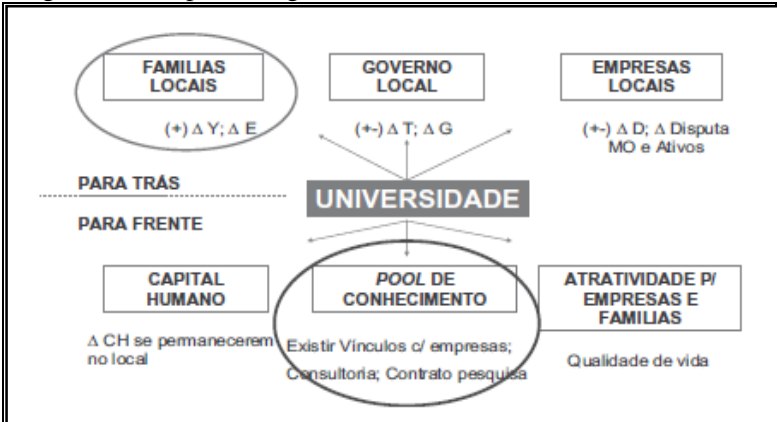 FAMILIAS
LOCAIS
GOVERNO
LOCAL
EMPRESAS
LOCAIS
(+) Δ Y; Δ E
(+-) Δ T; Δ G
(+-) Δ D; Δ Disputa
MO e Ativos
PARA TRÁS
UNIVERSIDADE
PARA FRENTE
CAPITAL
HUMANO
POOL DE
CONHECIMENTO
ATRATIVIDADE P/
EMPRESAS E
FAMILIAS
Δ CH se permanecerem
no local
Existir Vínculos c/ empresas;
Consultoria; Contrato pesquisa
Qualidade de vida